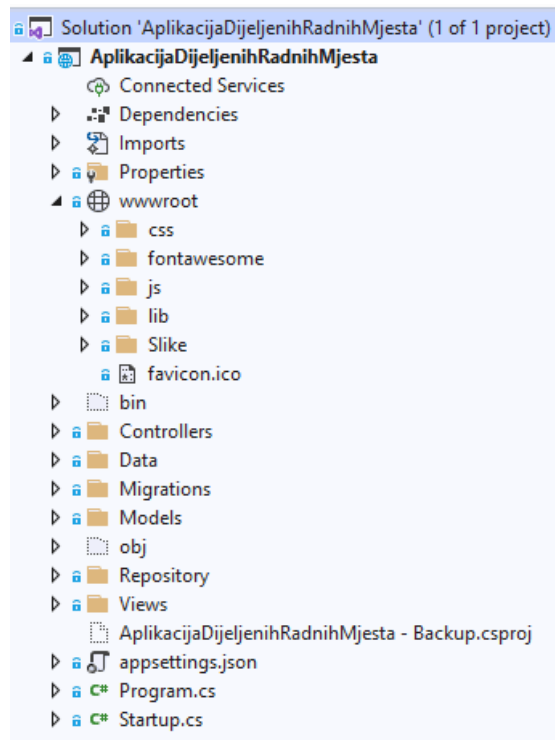 Solution 'AplikacijaDijeljenihRadnihMjesta' (1 of 1 project)
AplikacijaDijeljenihRadnihMjesta
Connected Services
Dependencies
Imports
Properties
wwwroot
css
fontawesome
js
lib
Slike
favicon.ico
bin
Controllers
Data
Migrations
Models
obj
Repository
Views
AplikacijaDijeljenihRadnihMjesta - Backup.csproj
appsettings.json
C# Program.cs
C# Startup.cs